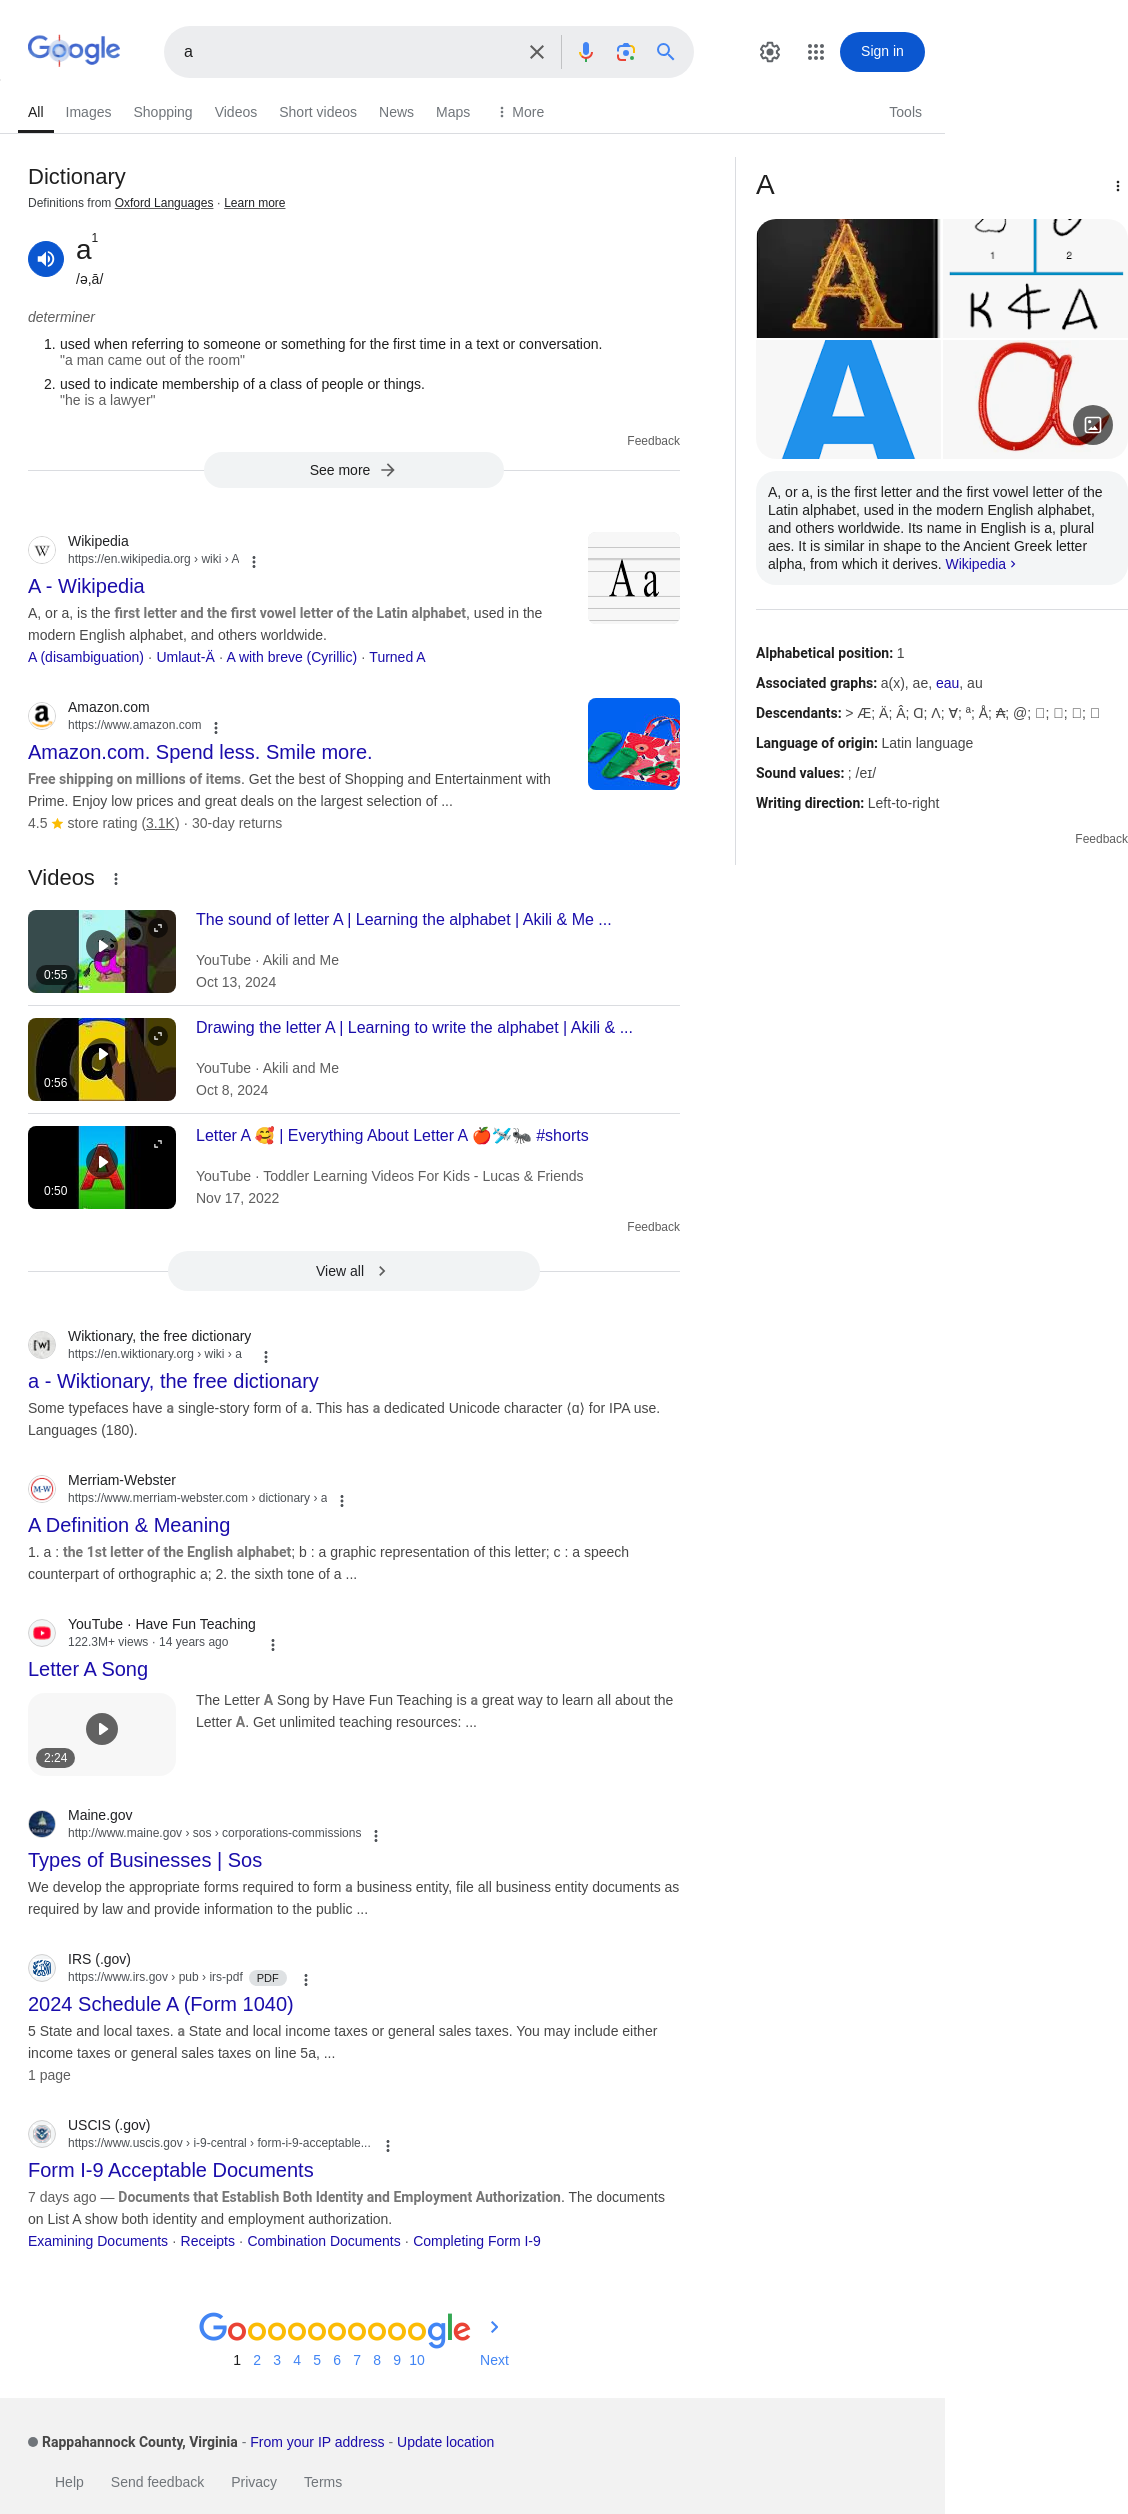 Google
a
Sign in
All Images Shopping Videos Short videos News Maps More Tools
Dictionary
Definitions from Oxford Languages · Learn more
a1
/ə,ā/
determiner
1. used when referring to someone or something for the first time in a text or conversation.
"a man came out of the room"
2. used to indicate membership of a class of people or things.
"he is a lawyer"
Feedback
See more
Wikipedia
https://en.wikipedia.org › wiki › A
A - Wikipedia
A, or a, is the first letter and the first vowel letter of the Latin alphabet, used in the
modern English alphabet, and others worldwide.
A (disambiguation) · Umlaut-Ä · A with breve (Cyrillic) · Turned A
A a
Amazon.com
https://www.amazon.com
Amazon.com. Spend less. Smile more.
Free shipping on millions of items. Get the best of Shopping and Entertainment with
Prime. Enjoy low prices and great deals on the largest selection of ...
4.5 ★ store rating (3.1K) · 30-day returns
Videos
0:55
The sound of letter A | Learning the alphabet | Akili & Me ...
YouTube · Akili and Me
Oct 13, 2024
0:56
Drawing the letter A | Learning to write the alphabet | Akili & ...
YouTube · Akili and Me
Oct 8, 2024
0:50
Letter A 🥰 | Everything About Letter A 🍎🛩️🐜 #shorts
YouTube · Toddler Learning Videos For Kids - Lucas & Friends
Nov 17, 2022
Feedback
View all
Wiktionary, the free dictionary
https://en.wiktionary.org › wiki › a
a - Wiktionary, the free dictionary
Some typefaces have a single-story form of a. This has a dedicated Unicode character ⟨ɑ⟩ for IPA use.
Languages (180).
Merriam-Webster
https://www.merriam-webster.com › dictionary › a
A Definition & Meaning
1. a : the 1st letter of the English alphabet; b : a graphic representation of this letter; c : a speech
counterpart of orthographic a; 2. the sixth tone of a ...
YouTube · Have Fun Teaching
122.3M+ views · 14 years ago
Letter A Song
2:24
The Letter A Song by Have Fun Teaching is a great way to learn all about the
Letter A. Get unlimited teaching resources: ...
Maine.gov
http://www.maine.gov › sos › corporations-commissions
Types of Businesses | Sos
We develop the appropriate forms required to form a business entity, file all business entity documents as
required by law and provide information to the public ...
IRS (.gov)
https://www.irs.gov › pub › irs-pdf PDF
2024 Schedule A (Form 1040)
5 State and local taxes. a State and local income taxes or general sales taxes. You may include either
income taxes or general sales taxes on line 5a, ...
1 page
USCIS (.gov)
https://www.uscis.gov › i-9-central › form-i-9-acceptable...
Form I-9 Acceptable Documents
7 days ago — Documents that Establish Both Identity and Employment Authorization. The documents
on List A show both identity and employment authorization.
Examining Documents · Receipts · Combination Documents · Completing Form I-9
A
A
1 2
K & A
A
a
A, or a, is the first letter and the first vowel letter of the
Latin alphabet, used in the modern English alphabet,
and others worldwide. Its name in English is a, plural
aes. It is similar in shape to the Ancient Greek letter
alpha, from which it derives. Wikipedia ›
Alphabetical position: 1
Associated graphs: a(x), ae, eau, au
Descendants: > Æ; Ä; Â; Ɑ; Λ; Ɐ; ª; Å; ₳; @; □; □; □; □
Language of origin: Latin language
Sound values: ; /eɪ/
Writing direction: Left-to-right
Feedback
Goooooooooogle
1 2 3 4 5 6 7 8 9 10 Next
Rappahannock County, Virginia - From your IP address - Update location
Help Send feedback Privacy Terms